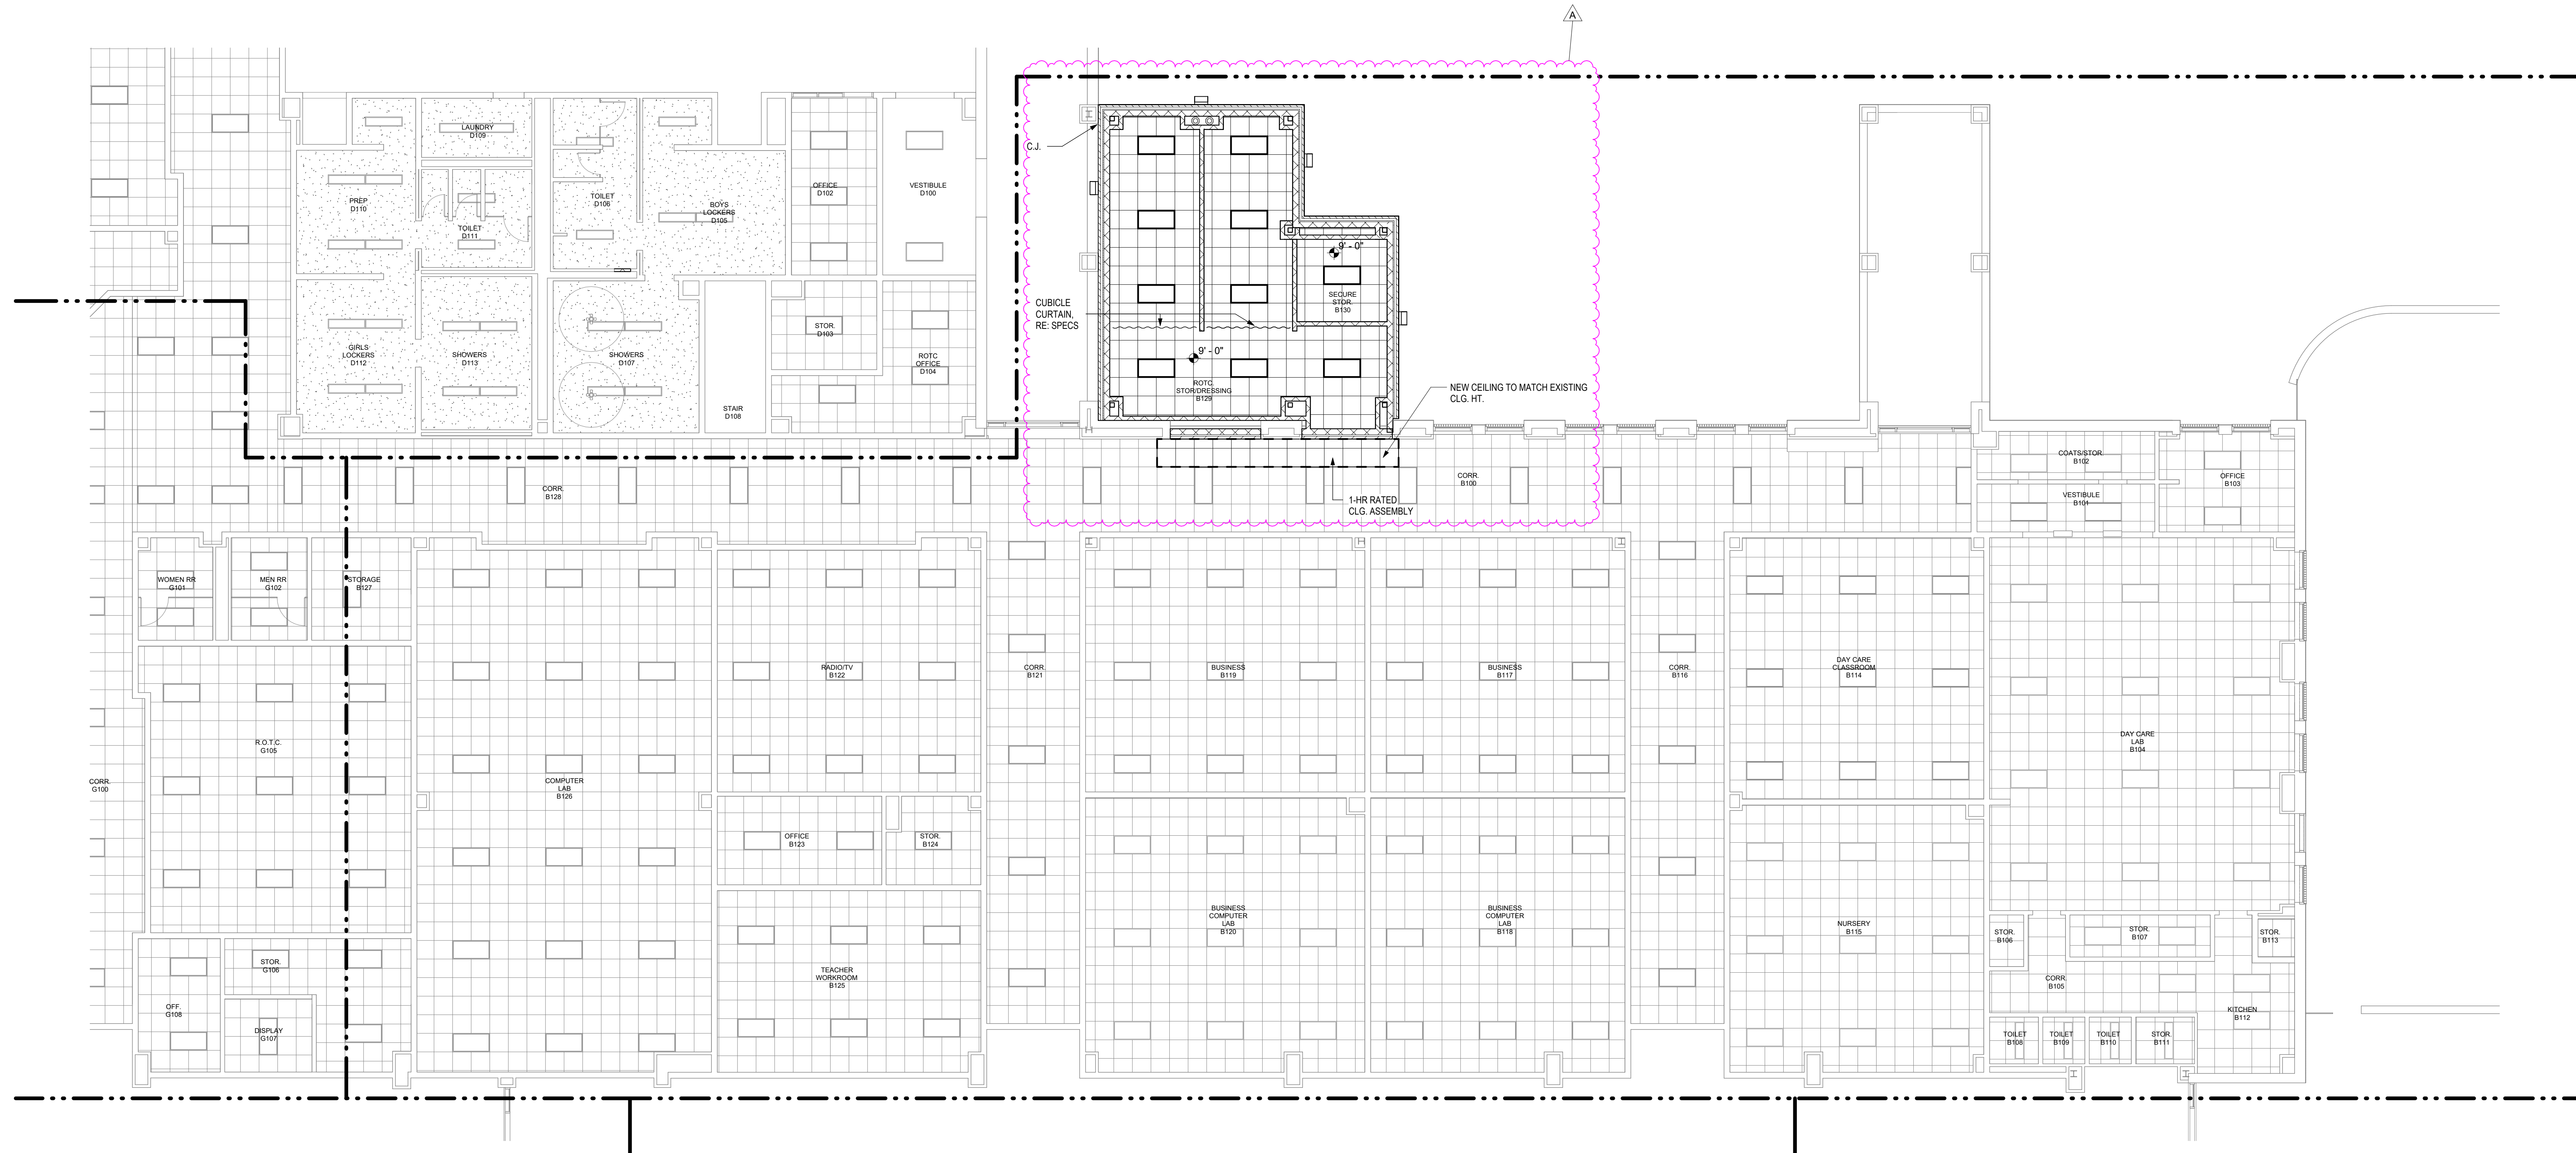 A
LAUNDRY
D109
C.J.
PREP
D110
TOILET
D106
BOYS
LOCKERS
D105
OFFICE
D102
VESTIBULE
D100
TOILET
D111
9' - 0"
SECURE
STOR.
B130
CUBICLE
CURTAIN,
RE: SPECS
STOR.
D103
GIRLS
LOCKERS
D112
SHOWERS
D113
SHOWERS
D107
ROTC
OFFICE
D104
9' - 0"
ROTC.
STOR/DRESSING
B129
NEW CEILING TO MATCH EXISTING
CLG. HT.
STAIR
D108
COATS/STOR.
B102
OFFICE
B103
CORR.
B128
CORR.
B100
VESTIBULE
B101
1-HR RATED
CLG. ASSEMBLY
WOMEN RR
G101
MEN RR
G102
STORAGE
B127
RADIO/TV
B122
CORR.
B121
BUSINESS
B119
BUSINESS
B117
CORR.
B116
DAY CARE
CLASSROOM
B114
R.O.T.C.
G105
DAY CARE
LAB
B104
CORR.
G100
COMPUTER
LAB
B126
OFFICE
B123
STOR.
B124
BUSINESS
COMPUTER
LAB
B120
BUSINESS
COMPUTER
LAB
B118
NURSERY
B115
STOR.
B106
STOR.
B107
STOR.
B113
STOR.
G106
TEACHER
WORKROOM
B125
CORR.
B105
OFF.
G108
DISPLAY
G107
KITCHEN
B112
TOILET
B108
TOILET
B109
TOILET
B110
STOR.
B111